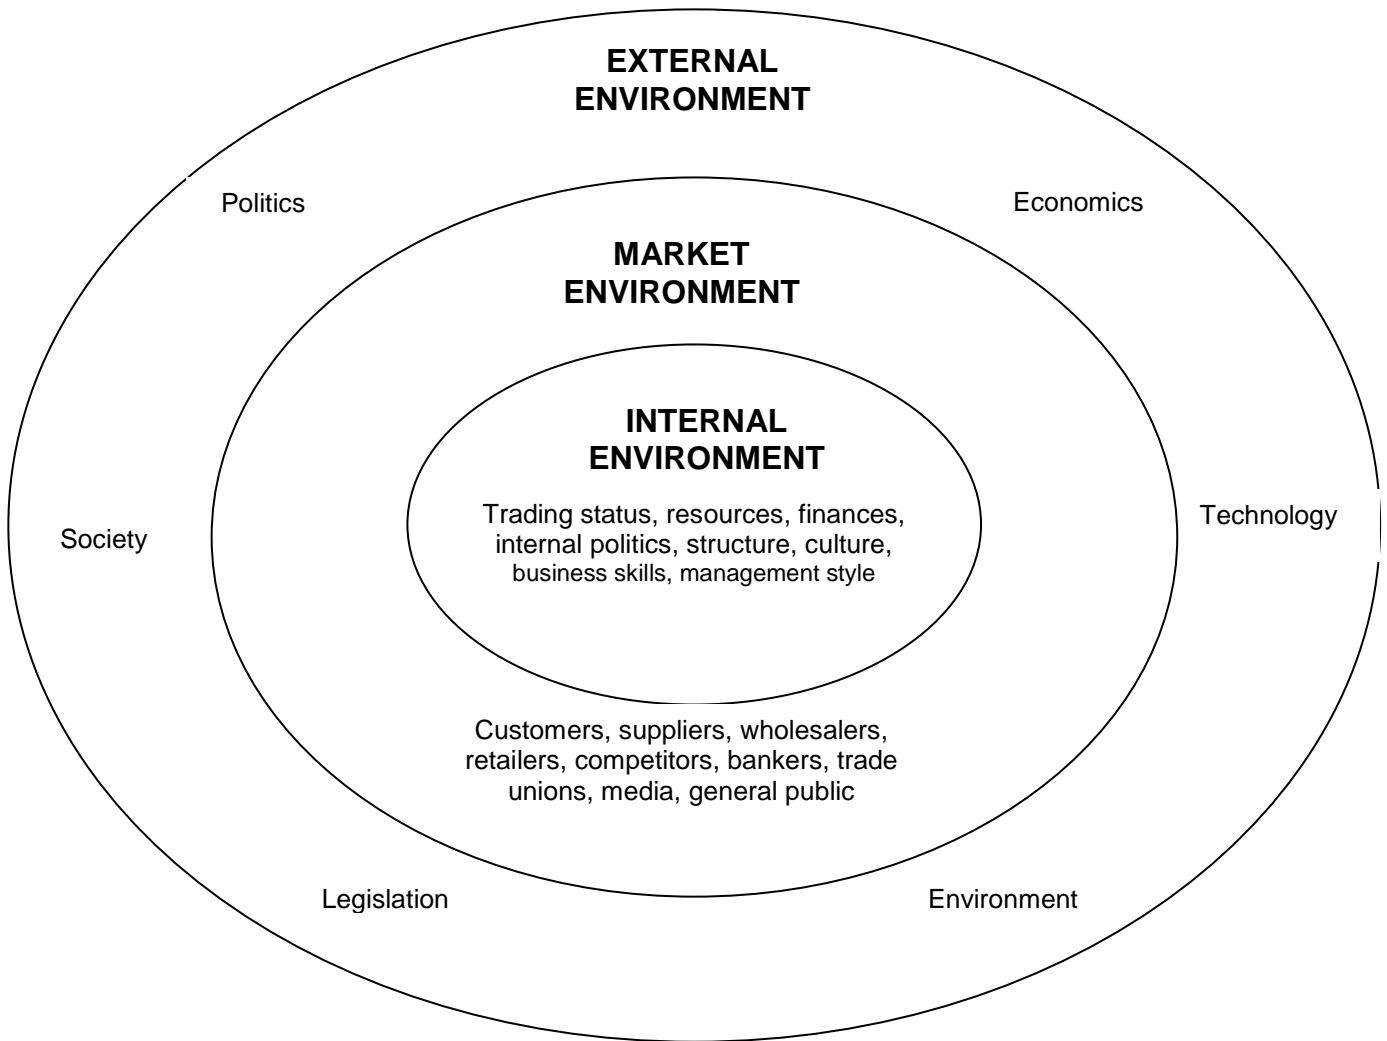 EXTERNAL
ENVIRONMENT
Politics
Economics
MARKET
ENVIRONMENT
INTERNAL
ENVIRONMENT
Trading status, resources, finances,
internal politics, structure, culture,
business skills, management style
Society
Technology
Customers, suppliers, wholesalers,
retailers, competitors, bankers, trade
unions, media, general public
Legislation
Environment